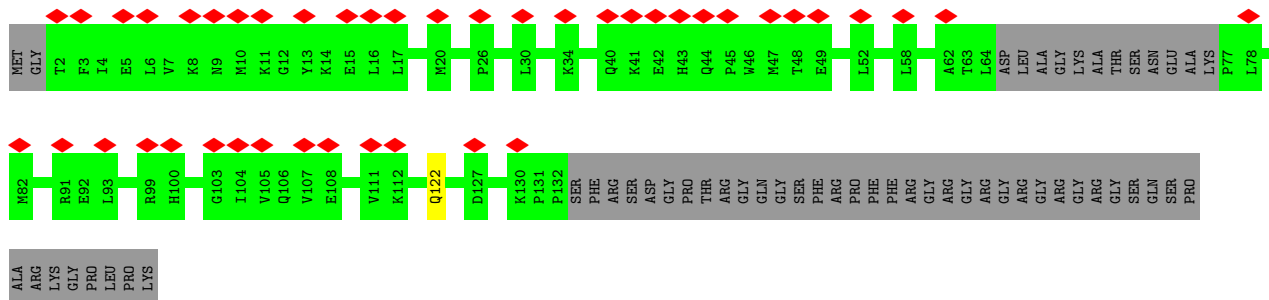 MET GLY T2 F3 I4 E5 L6 V7 K8 N9 M10 K11 G12 Y13 K14 E15 L16 L17 M20 P26 L30 K34 Q40 K41 E42 H43 Q44 P45 W46 M47 T48 E49 L52 L58 A62 T63 L64 ASP LEU ALA GLY LYS ALA THR SER ASN GLU ALA LYS P77 L78
M82 R91 E92 L93 R99 H100 G103 I104 V105 Q106 V107 E108 V111 K112 Q122 D127 K130 P131 P132 SER PHE ARG SER ASP GLY PRO THR ARG GLY GLN GLY SER PHE ARG PRO PHE PHE ARG GLY ARG GLY ARG GLY ARG GLY ARG GLY ARG GLY SER GLN SER PRO
ALA ARG LYS GLY PRO LEU PRO LYS